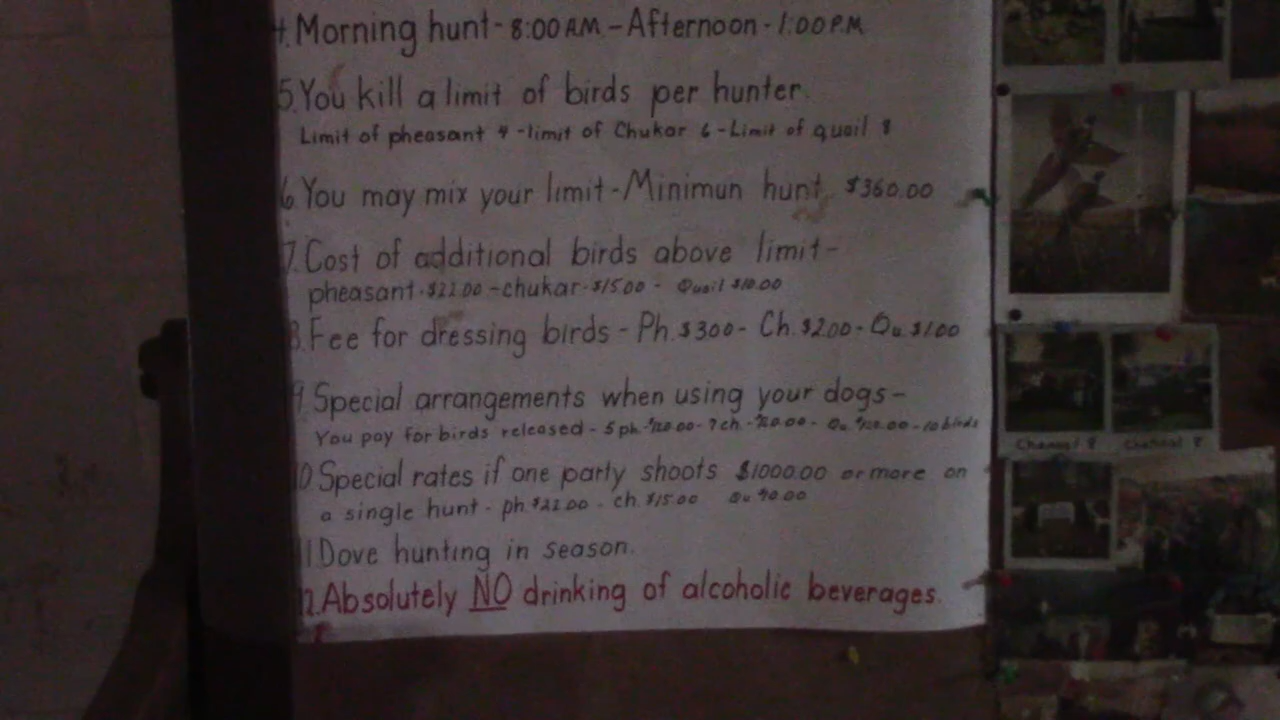 4. Morning hunt - 8:00 AM - Afternoon - 1:00 P.M
5. You kill a limit of birds per hunter.
Limit of pheasant 4 - limit of Chukar 6 - Limit of quail 8
6. You may mix your limit - Minimun hunt $360.00
7. Cost of additional birds above limit -
pheasant - $22.00 - chukar - $15.00 - Quail $10.00
8. Fee for dressing birds - Ph. $3.00 - Ch. $2.00 - Qu. $1.00
9. Special arrangements when using your dogs -
You pay for birds released - 5 ph - - 7 ch - - Qu - 10 birds
10. Special rates if one party shoots $1000.00 or more on
a single hunt - ph. $21.00 - ch. $15.00 Qu
11. Dove hunting in season.
12. Absolutely NO drinking of alcoholic beverages.